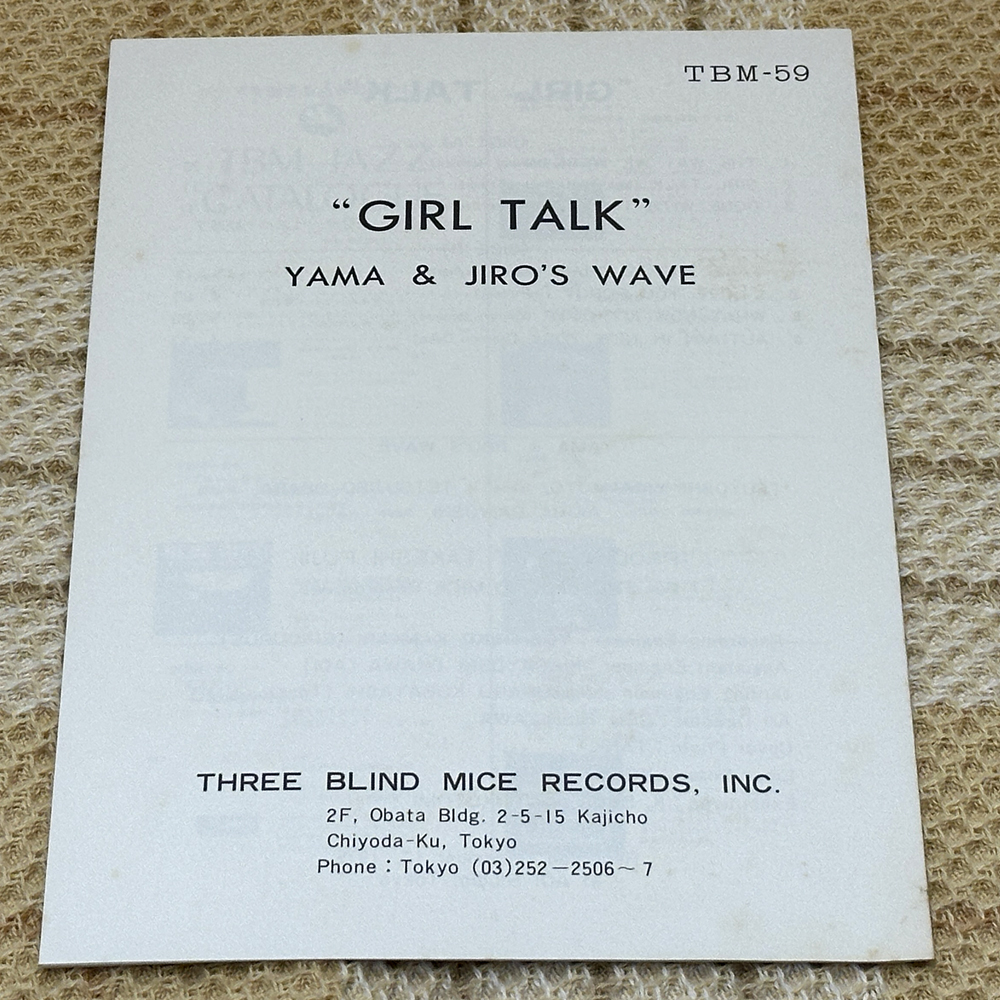 TBM-59
“GIRL TALK”
YAMA & JIRO’S WAVE
THREE BLIND MICE RECORDS, INC.
2F, Obata Bldg. 2-5-15 Kajicho
Chiyoda-Ku, Tokyo
Phone : Tokyo (03)252—2506～7